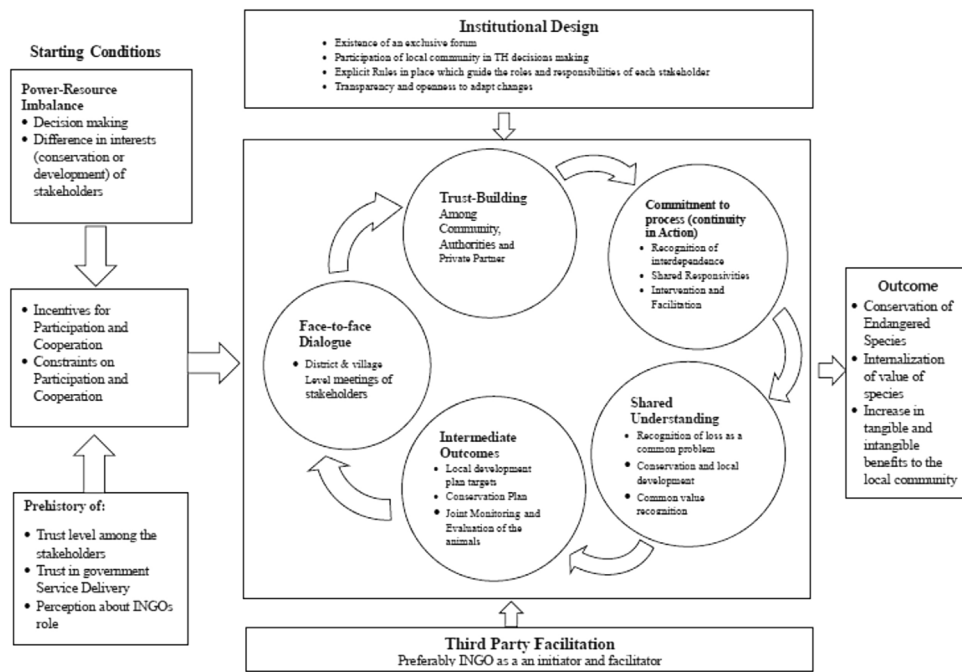 Institutional Design
• Existence of an exclusive forum
• Participation of local community in TH decisions making
• Explicit Rules in place which guide the roles and responsibilities of each stakeholder
• Transparency and openness to adapt changes
Starting Conditions
Power-Resource
Imbalance
• Decision making
• Difference in interests
(conservation or
development) of
stakeholders
• Incentives for
Participation and
Cooperation
• Constraints on
Participation and
Cooperation
Prehistory of:
• Trust level among the
stakeholders
• Trust in government
Service Delivery
• Perception about INGOs
role
Trust-Building
Among
Community,
Authorities and
Private Partner
Commitment to
process (continuity
in Action)
• Recognition of
interdependence
• Shared Responsivities
• Intervention and
Facilitation
Face-to-face
Dialogue
• District & village
Level meetings of
stakeholders
Shared
Understanding
• Recognition of loss as a
common problem
• Conservation and local
development
• Common value
recognition
Intermediate
Outcomes
• Local development
plan targets
• Conservation Plan
• Joint Monitoring and
Evaluation of the
animals
Outcome
• Conservation of
Endangered
Species
• Internalization
of value of
species
• Increase in
tangible and
intangible
benefits to the
local community
Third Party Facilitation
Preferably INGO as a an initiator and facilitator